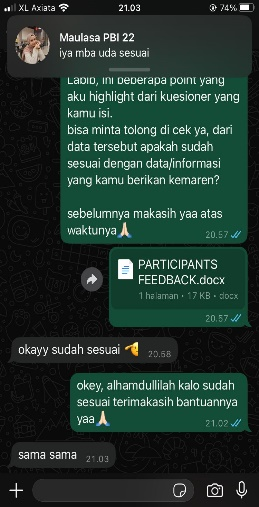 XL Axiata
21.03
74%
Maulasa PBI 22
iya mba uda sesuai
Labib, ini beberapa point yang
aku highlight dari kuesioner yang
kamu isi.
bisa minta tolong di cek ya, dari
data tersebut apakah sudah
sesuai dengan data/informasi
yang kamu berikan kemaren?
sebelumnya makasih yaa atas
waktunya🙏🏻
20.57
PARTICIPANTS
FEEDBACK.docx
1 halaman • 17 KB • docx
20.57
okayy sudah sesuai 🫡
20.58
okey, alhamdullilah kalo sudah
sesuai terimakasih bantuannya
yaa🙏🏻
21.02
sama sama
21.03